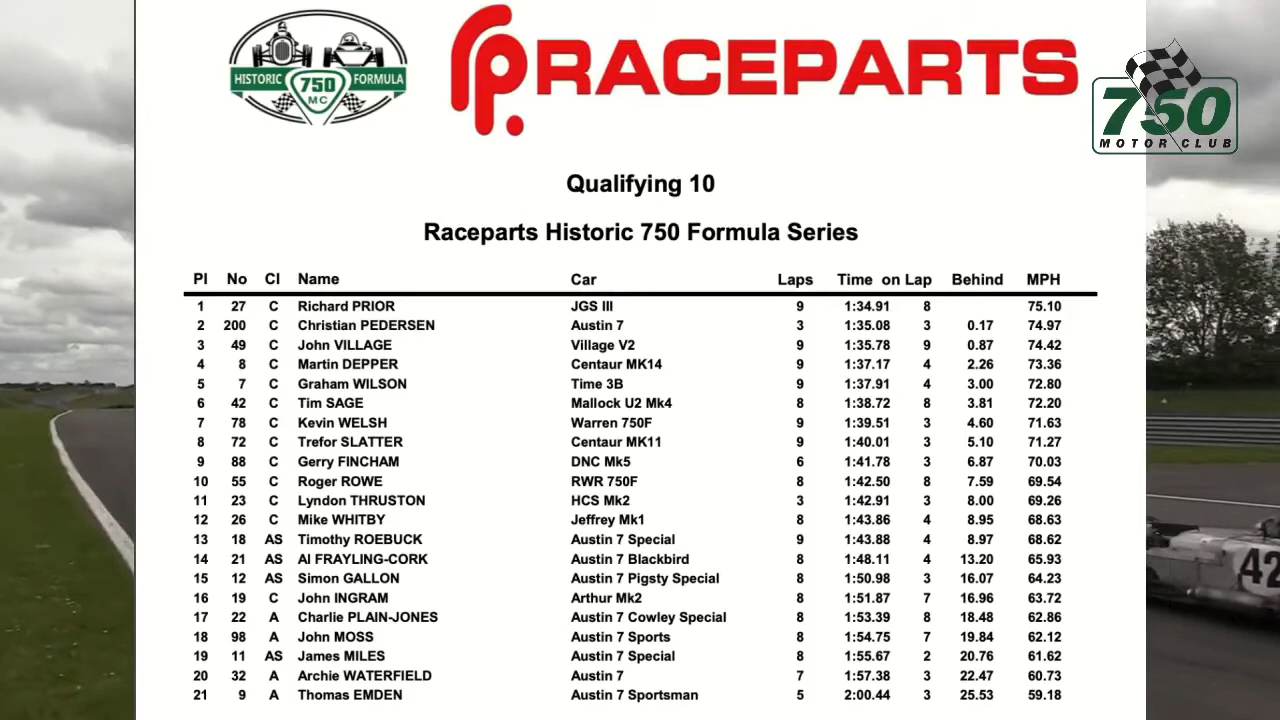 HISTORIC 750 FORMULA
MC
rp RACEPARTS
750
MOTOR CLUB
Qualifying 10
Raceparts Historic 750 Formula Series
Pl No Cl Name Car Laps Time on Lap Behind MPH
1 27 C Richard PRIOR JGS III 9 1:34.91 8 75.10
2 200 C Christian PEDERSEN Austin 7 3 1:35.08 3 0.17 74.97
3 49 C John VILLAGE Village V2 9 1:35.78 9 0.87 74.42
4 8 C Martin DEPPER Centaur MK14 9 1:37.17 4 2.26 73.36
5 7 C Graham WILSON Time 3B 9 1:37.91 4 3.00 72.80
6 42 C Tim SAGE Mallock U2 Mk4 8 1:38.72 8 3.81 72.20
7 78 C Kevin WELSH Warren 750F 9 1:39.51 3 4.60 71.63
8 72 C Trefor SLATTER Centaur MK11 9 1:40.01 3 5.10 71.27
9 88 C Gerry FINCHAM DNC Mk5 6 1:41.78 3 6.87 70.03
10 55 C Roger ROWE RWR 750F 8 1:42.50 8 7.59 69.54
11 23 C Lyndon THRUSTON HCS Mk2 3 1:42.91 3 8.00 69.26
12 26 C Mike WHITBY Jeffrey Mk1 8 1:43.86 4 8.95 68.63
13 18 AS Timothy ROEBUCK Austin 7 Special 9 1:43.88 4 8.97 68.62
14 21 AS Al FRAYLING-CORK Austin 7 Blackbird 8 1:48.11 4 13.20 65.93
15 12 AS Simon GALLON Austin 7 Pigsty Special 8 1:50.98 3 16.07 64.23
16 19 C John INGRAM Arthur Mk2 8 1:51.87 7 16.96 63.72
17 22 A Charlie PLAIN-JONES Austin 7 Cowley Special 8 1:53.39 8 18.48 62.86
18 98 A John MOSS Austin 7 Sports 8 1:54.75 7 19.84 62.12
19 11 AS James MILES Austin 7 Special 8 1:55.67 2 20.76 61.62
20 32 A Archie WATERFIELD Austin 7 7 1:57.38 3 22.47 60.73
21 9 A Thomas EMDEN Austin 7 Sportsman 5 2:00.44 3 25.53 59.18
42